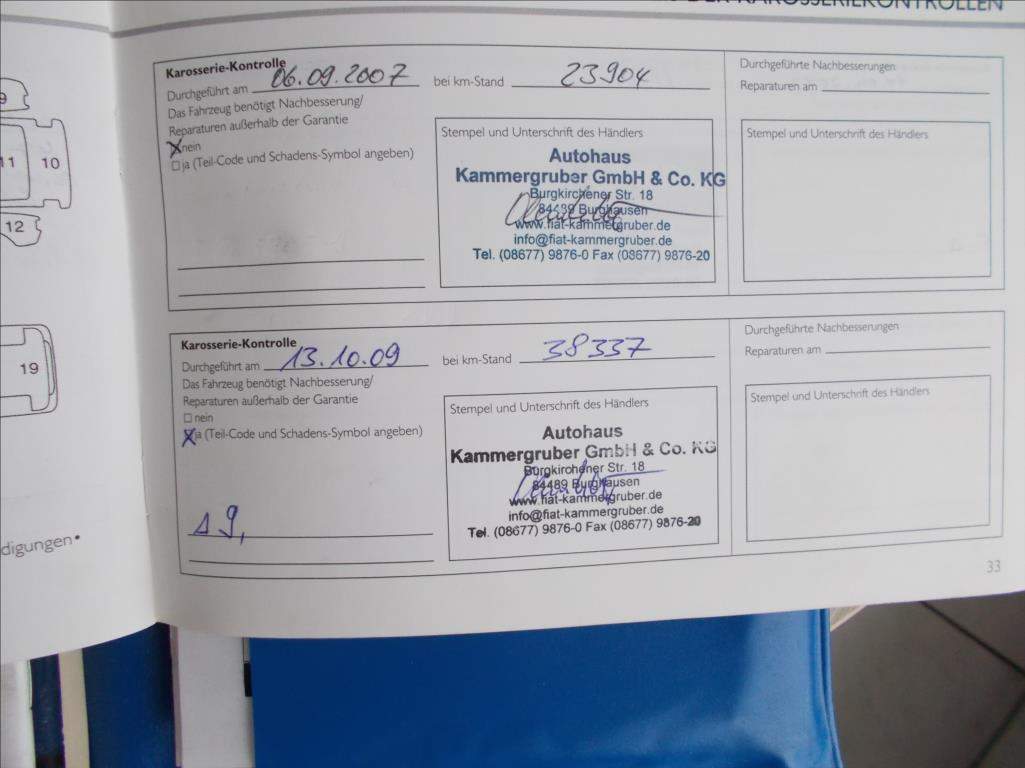 DER KAROSSERIEKONTROLLEN
9
11
10
12
19
digungen•
Karosserie-Kontrolle
Durchgeführt am 06.09.2007 bei km-Stand 23904
Das Fahrzeug benötigt Nachbesserung/
Reparaturen außerhalb der Garantie
nein
ja (Teil-Code und Schadens-Symbol angeben)
Stempel und Unterschrift des Händlers
Autohaus
Kammergruber GmbH & Co. KG
Burgkirchener Str. 18
84489 Burghausen
www.fiat-kammergruber.de
info@fiat-kammergruber.de
Tel. (08677) 9876-0 Fax (08677) 9876-20
Durchgeführte Nachbesserungen
Reparaturen am
Stempel und Unterschrift des Händlers
Karosserie-Kontrolle
Durchgeführt am 13.10.09 bei km-Stand 38337
Das Fahrzeug benötigt Nachbesserung/
Reparaturen außerhalb der Garantie
nein
ja (Teil-Code und Schadens-Symbol angeben)
9,
Stempel und Unterschrift des Händlers
Autohaus
Kammergruber GmbH & Co. KG
Burgkirchener Str. 18
84489 Burghausen
www.fiat-kammergruber.de
info@fiat-kammergruber.de
Tel. (08677) 9876-0 Fax (08677) 9876-20
Durchgeführte Nachbesserungen
Reparaturen am
Stempel und Unterschrift des Händlers
33